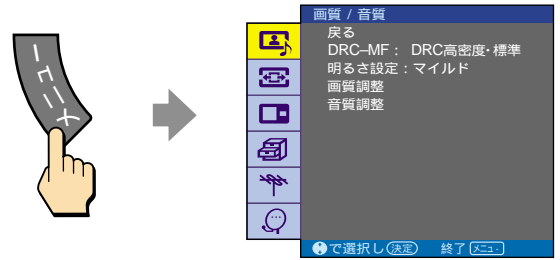 メニュー
画質 / 音質
戻る
DRC–MF： DRC高密度・標準
明るさ設定：マイルド
画質調整
音質調整
で選択し 決定 終了 メニュー